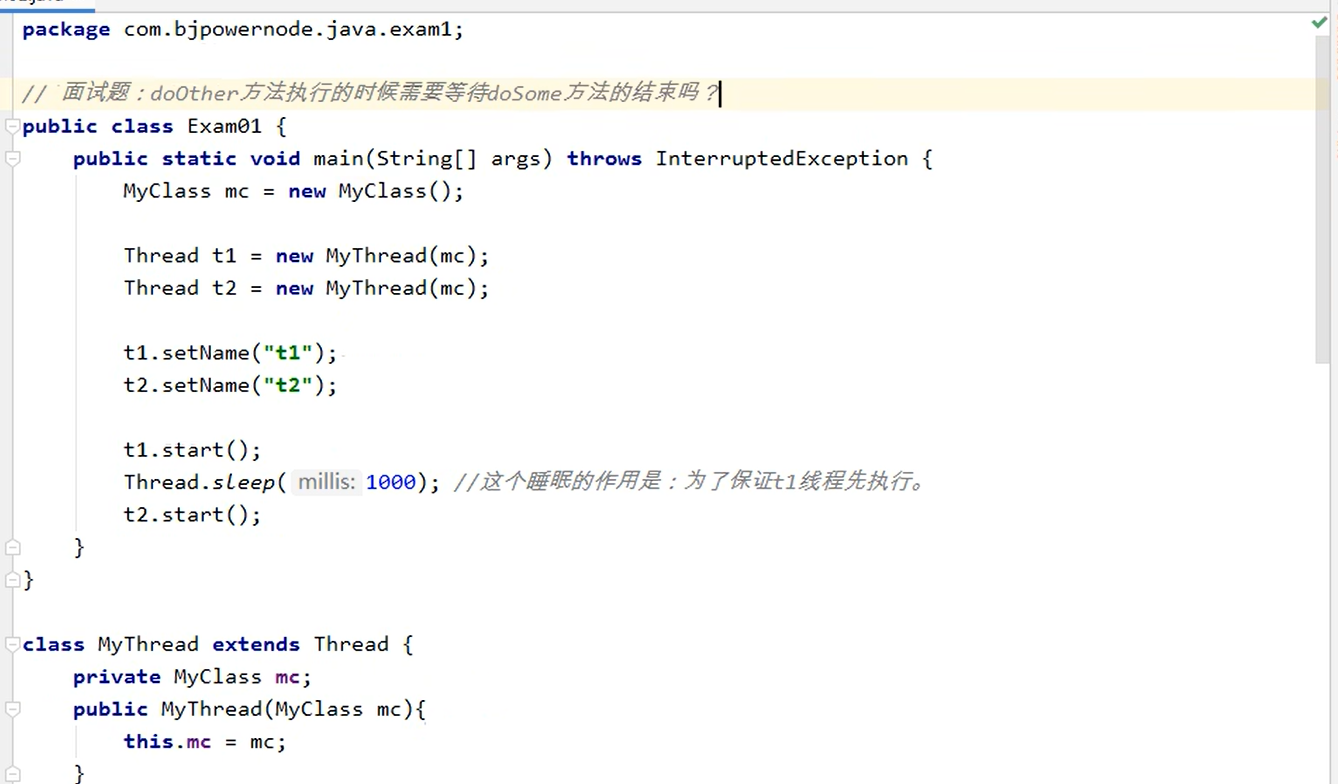 package com.bjpowernode.java.exam1;
// 面试题：doOther方法执行的时候需要等待doSome方法的结束吗？
public class Exam01 {
public static void main(String[] args) throws InterruptedException {
MyClass mc = new MyClass();
Thread t1 = new MyThread(mc);
Thread t2 = new MyThread(mc);
t1.setName("t1");
t2.setName("t2");
t1.start();
Thread.sleep( millis: 1000); //这个睡眠的作用是：为了保证t1线程先执行。
t2.start();
}
}
class MyThread extends Thread {
private MyClass mc;
public MyThread(MyClass mc){
this.mc = mc;
}